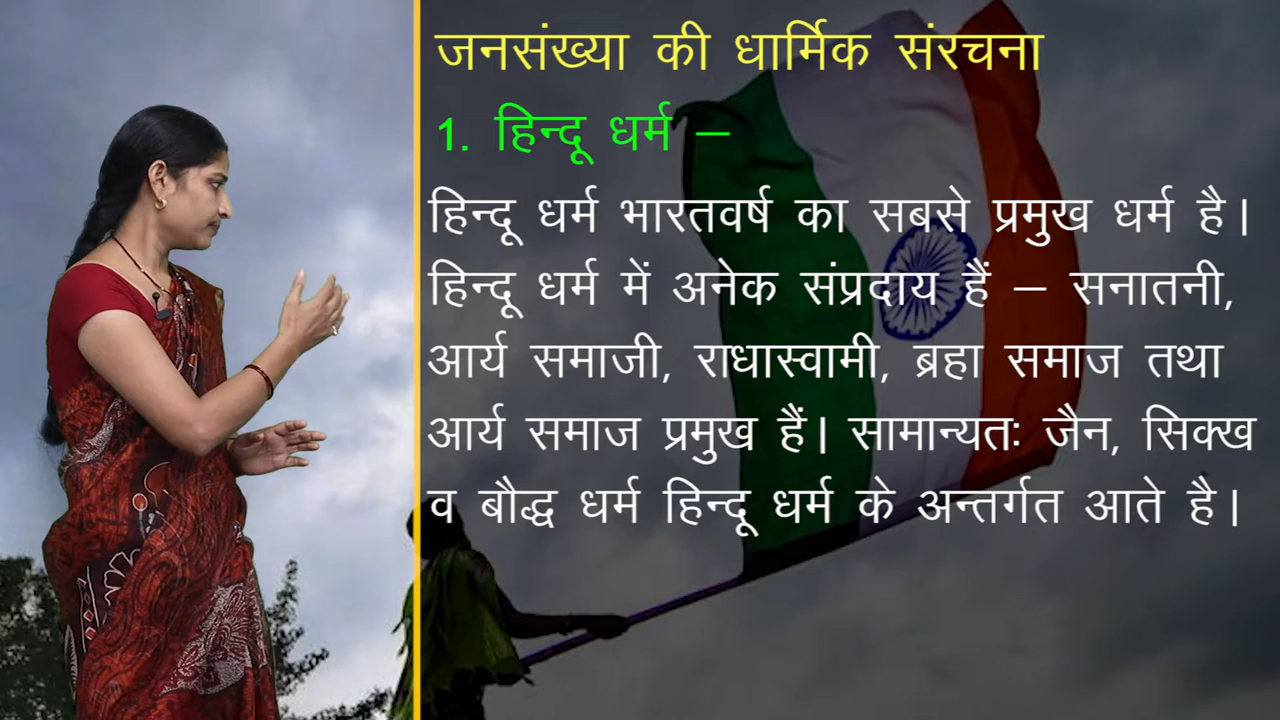 जनसंख्या की धार्मिक संरचना
1. हिन्दू धर्म –
हिन्दू धर्म भारतवर्ष का सबसे प्रमुख धर्म है।
हिन्दू धर्म में अनेक संप्रदाय हैं – सनातनी,
आर्य समाजी, राधास्वामी, ब्रहा समाज तथा
आर्य समाज प्रमुख हैं। सामान्यतः जैन, सिक्ख
व बौद्ध धर्म हिन्दू धर्म के अन्तर्गत आते है।